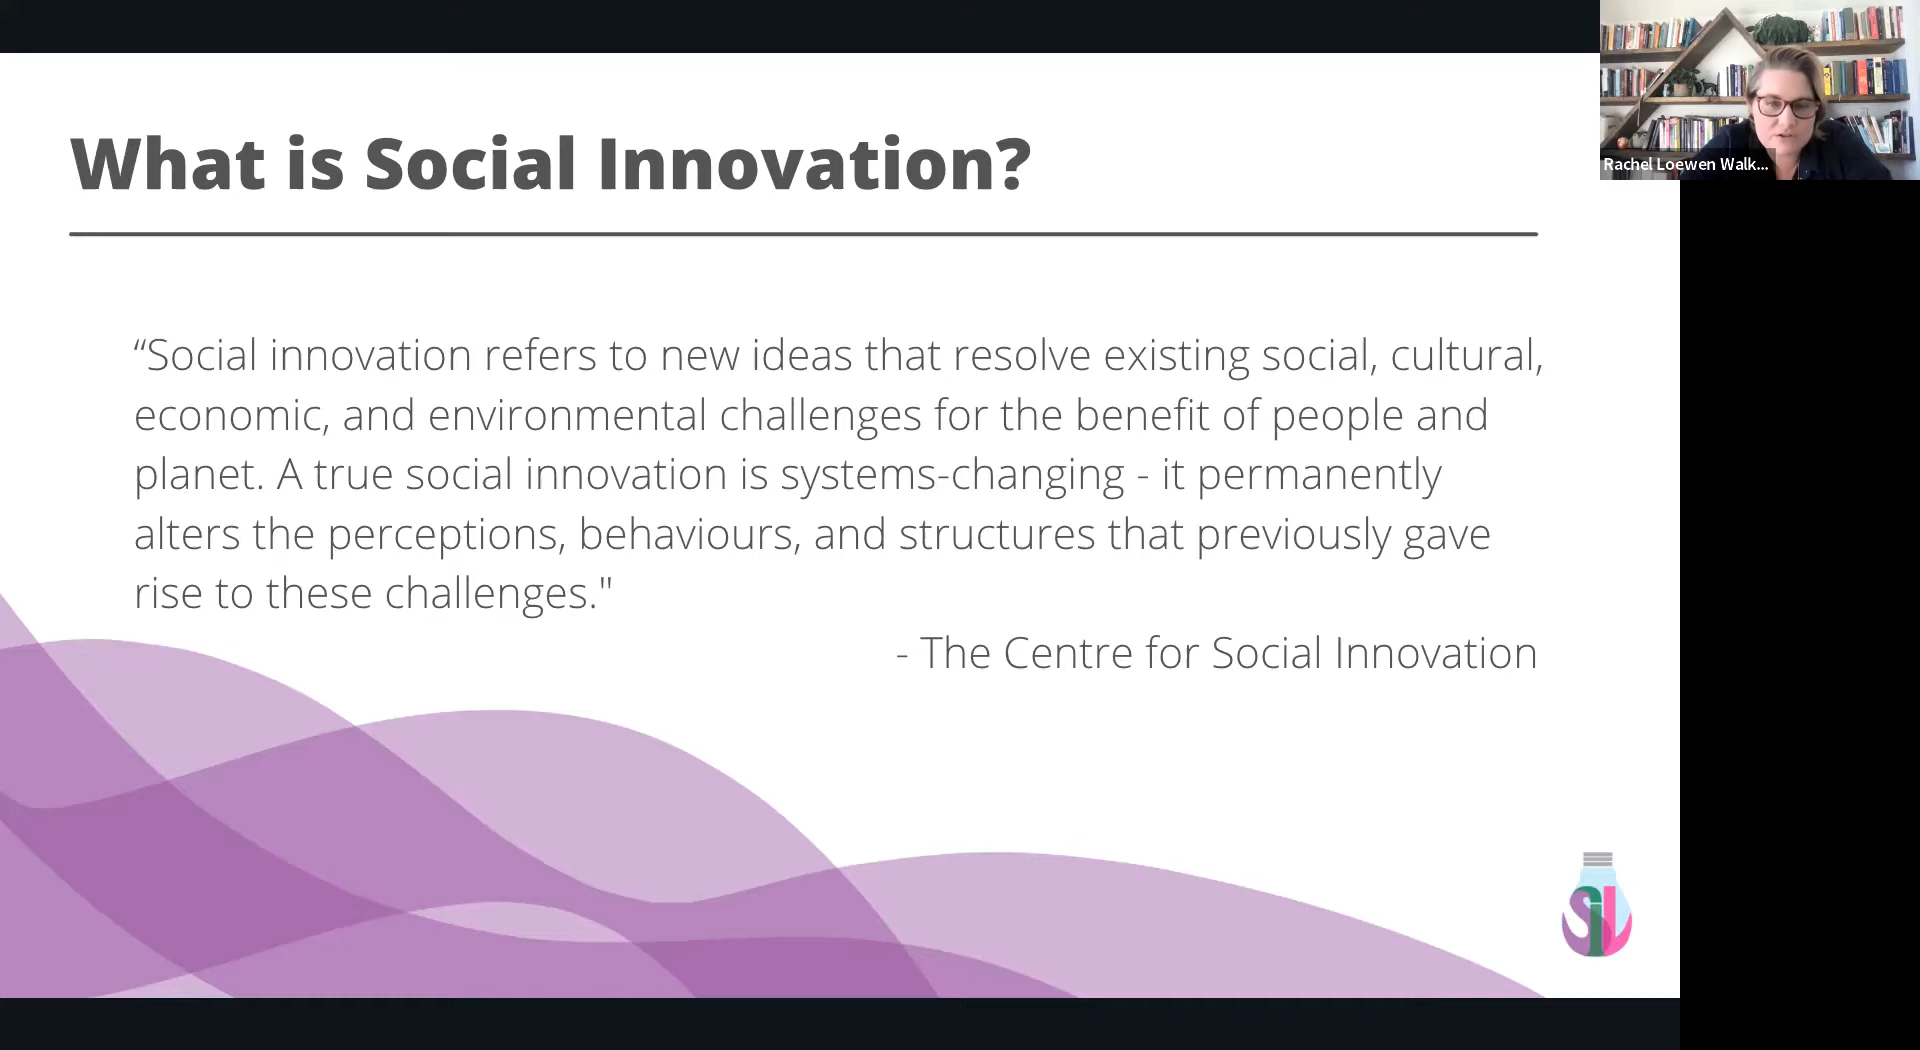 What is Social Innovation?
“Social innovation refers to new ideas that resolve existing social, cultural,
economic, and environmental challenges for the benefit of people and
planet. A true social innovation is systems-changing - it permanently
alters the perceptions, behaviours, and structures that previously gave
rise to these challenges."
- The Centre for Social Innovation
Rachel Loewen Walk...
SiL